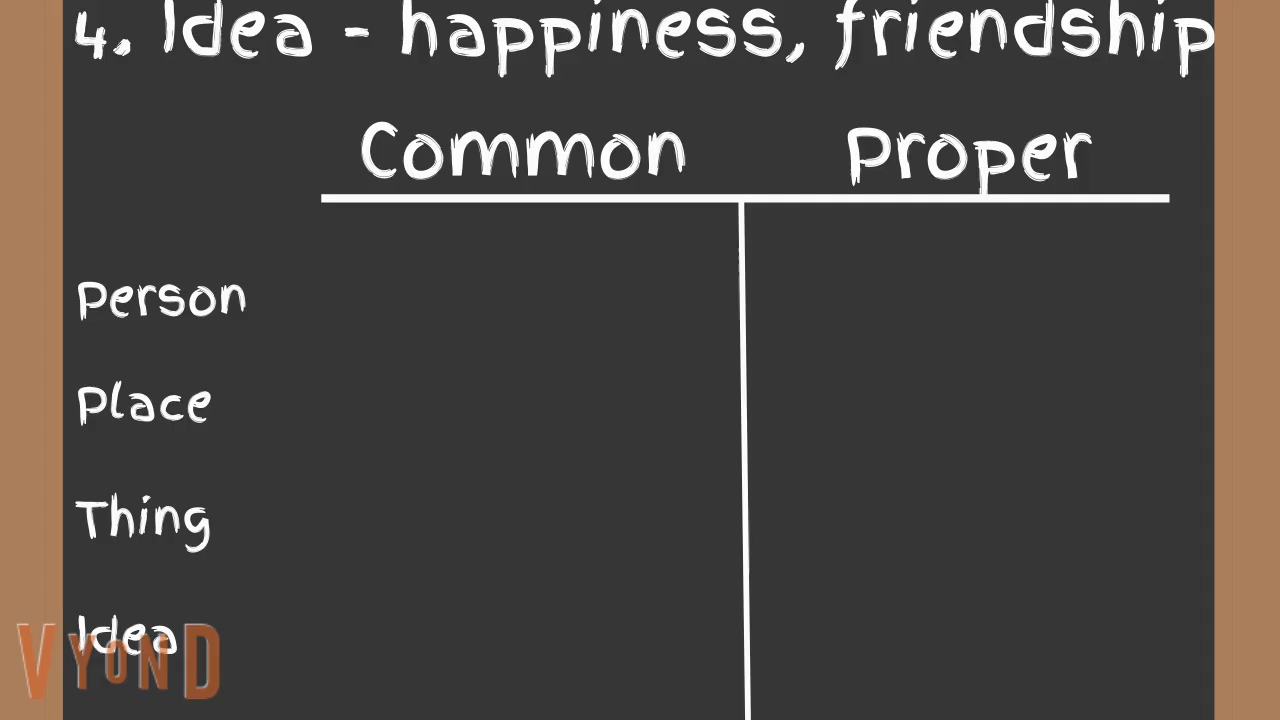 4. Idea - happiness, friendship
Common Proper
Person
Place
Thing
Idea
VYOND